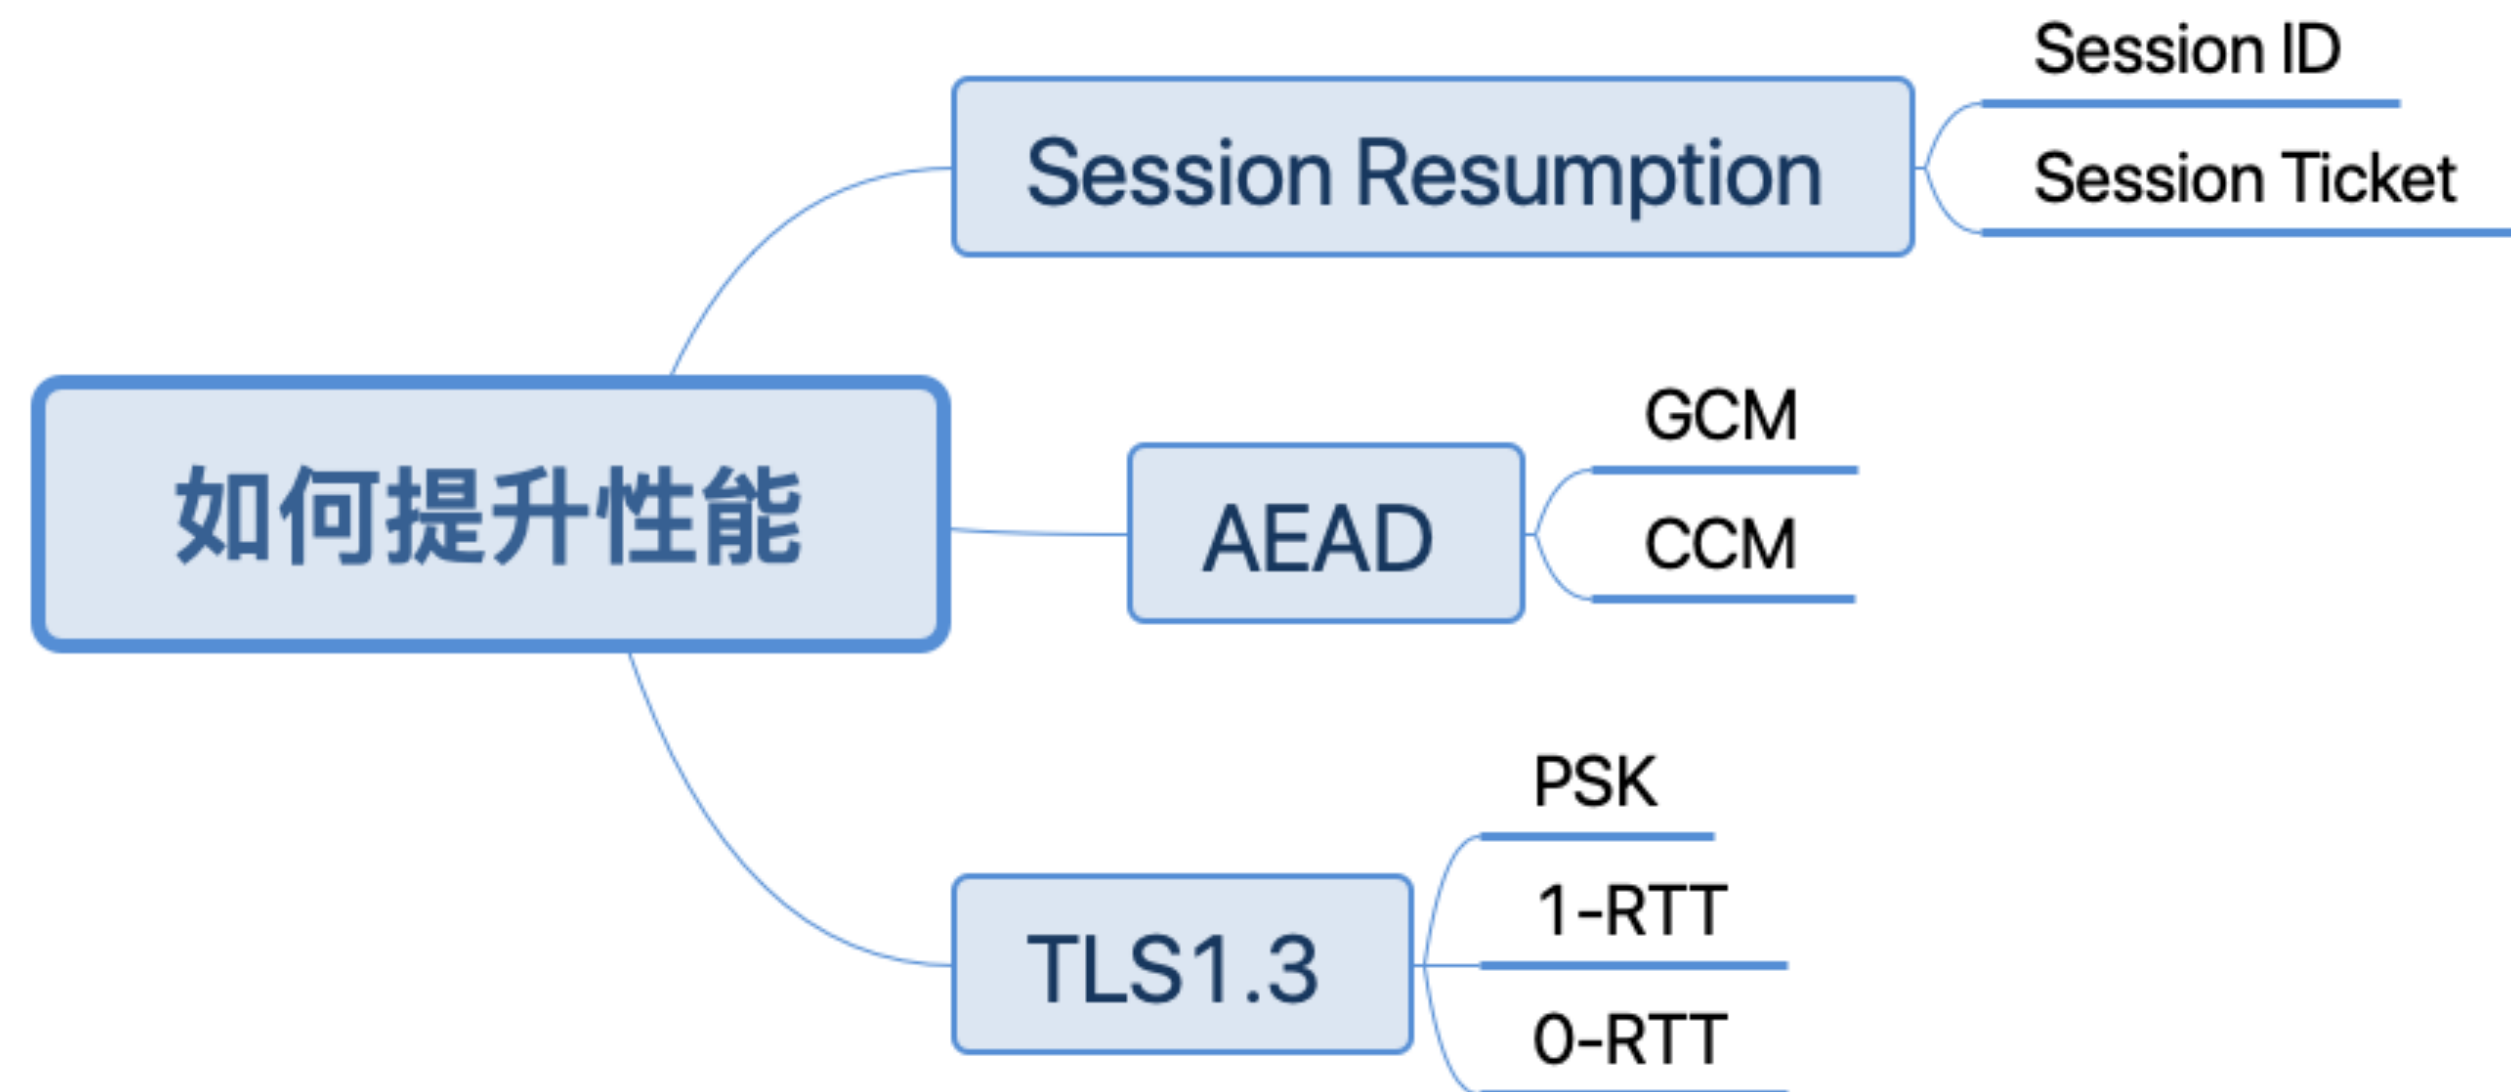 如何提升性能
Session Resumption
Session ID
Session Ticket
AEAD
GCM
CCM
TLS1.3
PSK
1-RTT
0-RTT